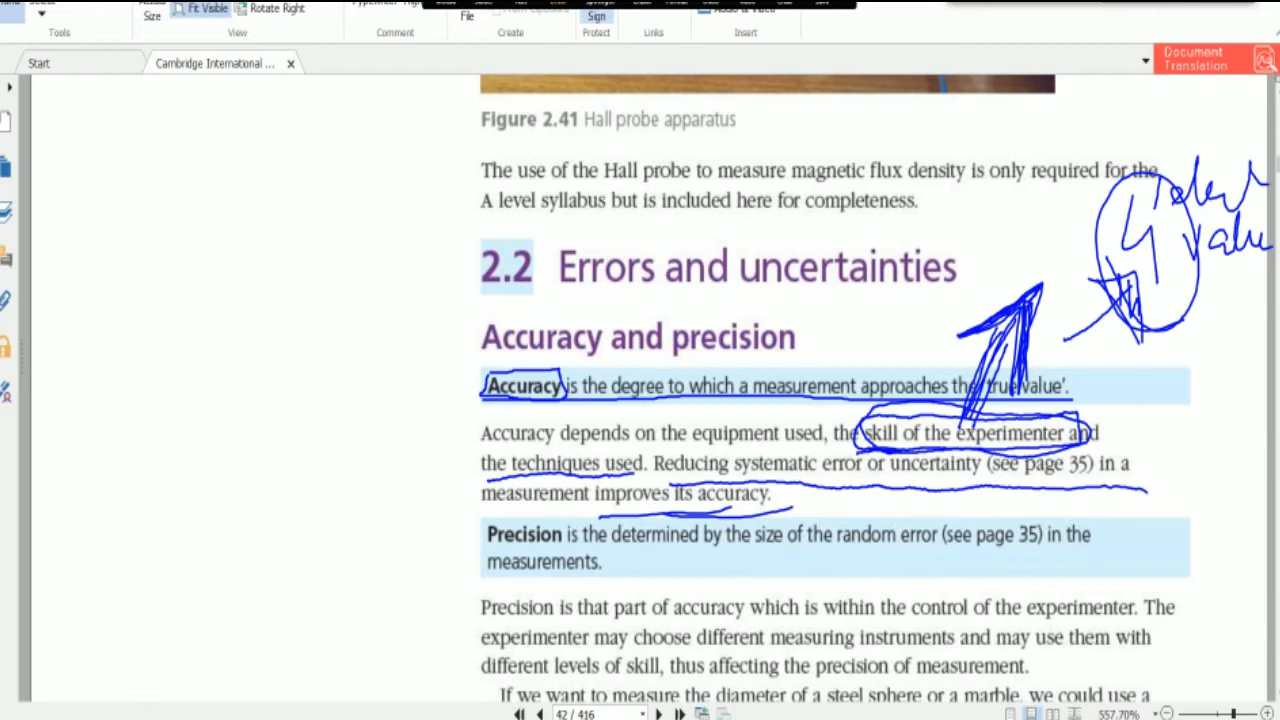 Size
Fit Visible
Rotate Right
File
Sign
Tools
View
Comment
Create
Protect
Links
Insert
Start
Cambridge International ...
Document
Translation
Figure 2.41 Hall probe apparatus
The use of the Hall probe to measure magnetic flux density is only required for the
A level syllabus but is included here for completeness.
value
2.2 Errors and uncertainties
Accuracy and precision
Accuracy is the degree to which a measurement approaches the 'true value'.
Accuracy depends on the equipment used, the skill of the experimenter and
the techniques used. Reducing systematic error or uncertainty (see page 35) in a
measurement improves its accuracy.
Precision is the determined by the size of the random error (see page 35) in the
measurements.
Precision is that part of accuracy which is within the control of the experimenter. The
experimenter may choose different measuring instruments and may use them with
different levels of skill, thus affecting the precision of measurement.
If we want to measure the diameter of a steel sphere or a marble, we could use a
42 / 416
557.70%